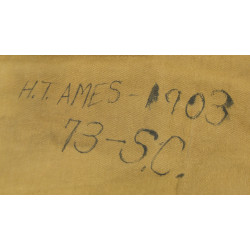 H.T. AMES - 1903
73 - S.C.